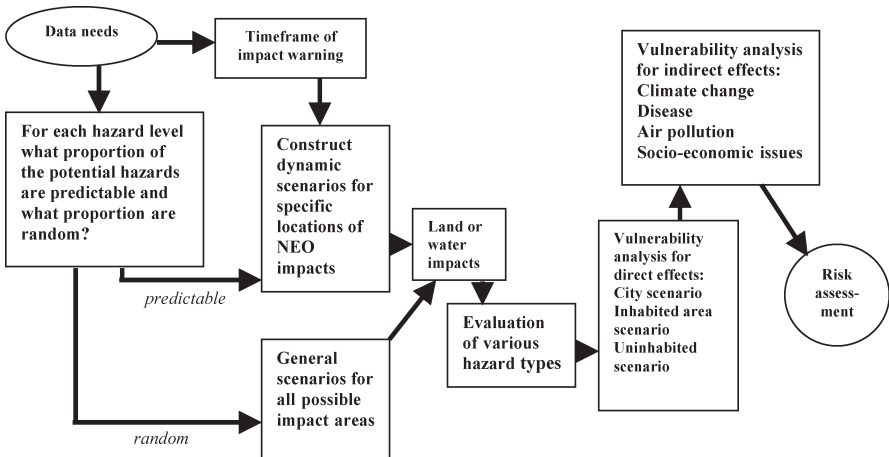 Data needs
Timeframe of
impact warning
For each hazard level
what proportion of
the potential hazards
are predictable and
what proportion are
random?
Construct
dynamic
scenarios for
specific
locations of
NEO
impacts
predictable
General
scenarios for
all possible
impact areas
random
Land or
water
impacts
Evaluation
of various
hazard types
Vulnerability
analysis for
direct effects:
City scenario
Inhabited area
scenario
Uninhabited
scenario
Vulnerability analysis
for indirect effects:
Climate change
Disease
Air pollution
Socio-economic issues
Risk
assess-
ment